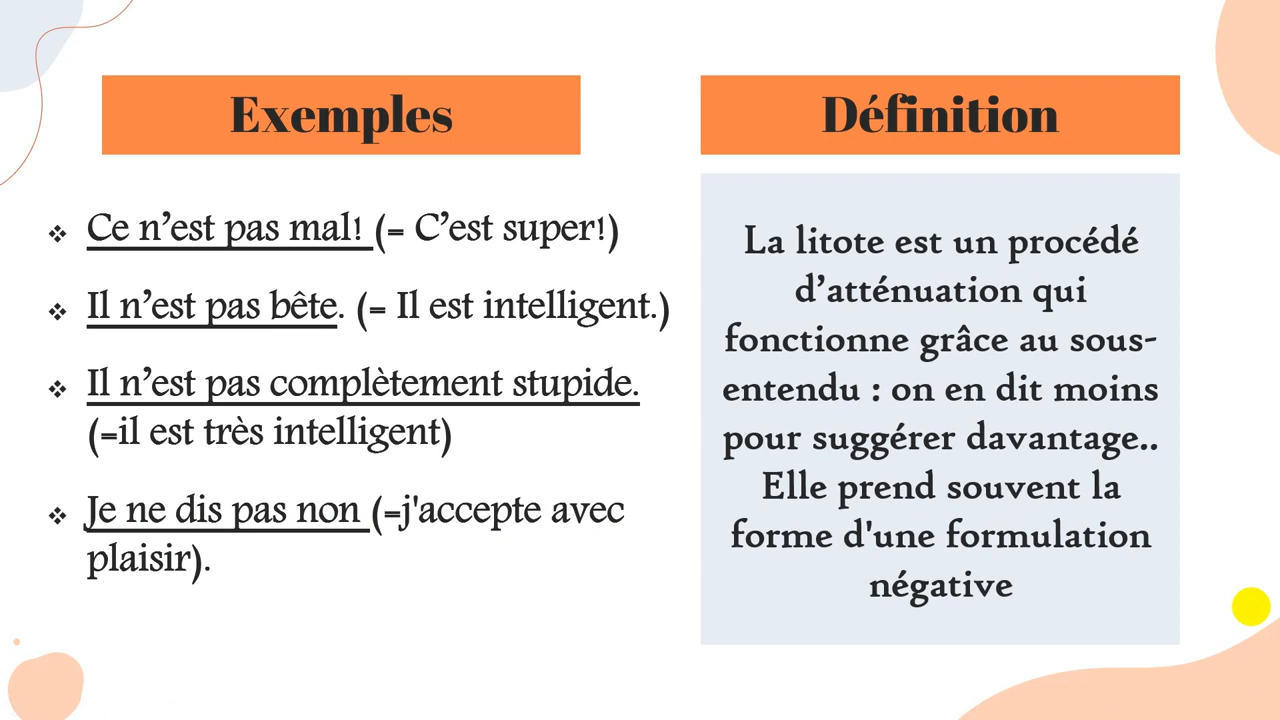 Exemples
❖ Ce n’est pas mal! (= C’est super!)
❖ Il n’est pas bête. (= Il est intelligent.)
❖ Il n’est pas complètement stupide.
(=il est très intelligent)
❖ Je ne dis pas non (=j'accepte avec
plaisir).
Définition
La litote est un procédé
d’atténuation qui
fonctionne grâce au sous-
entendu : on en dit moins
pour suggérer davantage..
Elle prend souvent la
forme d'une formulation
négative